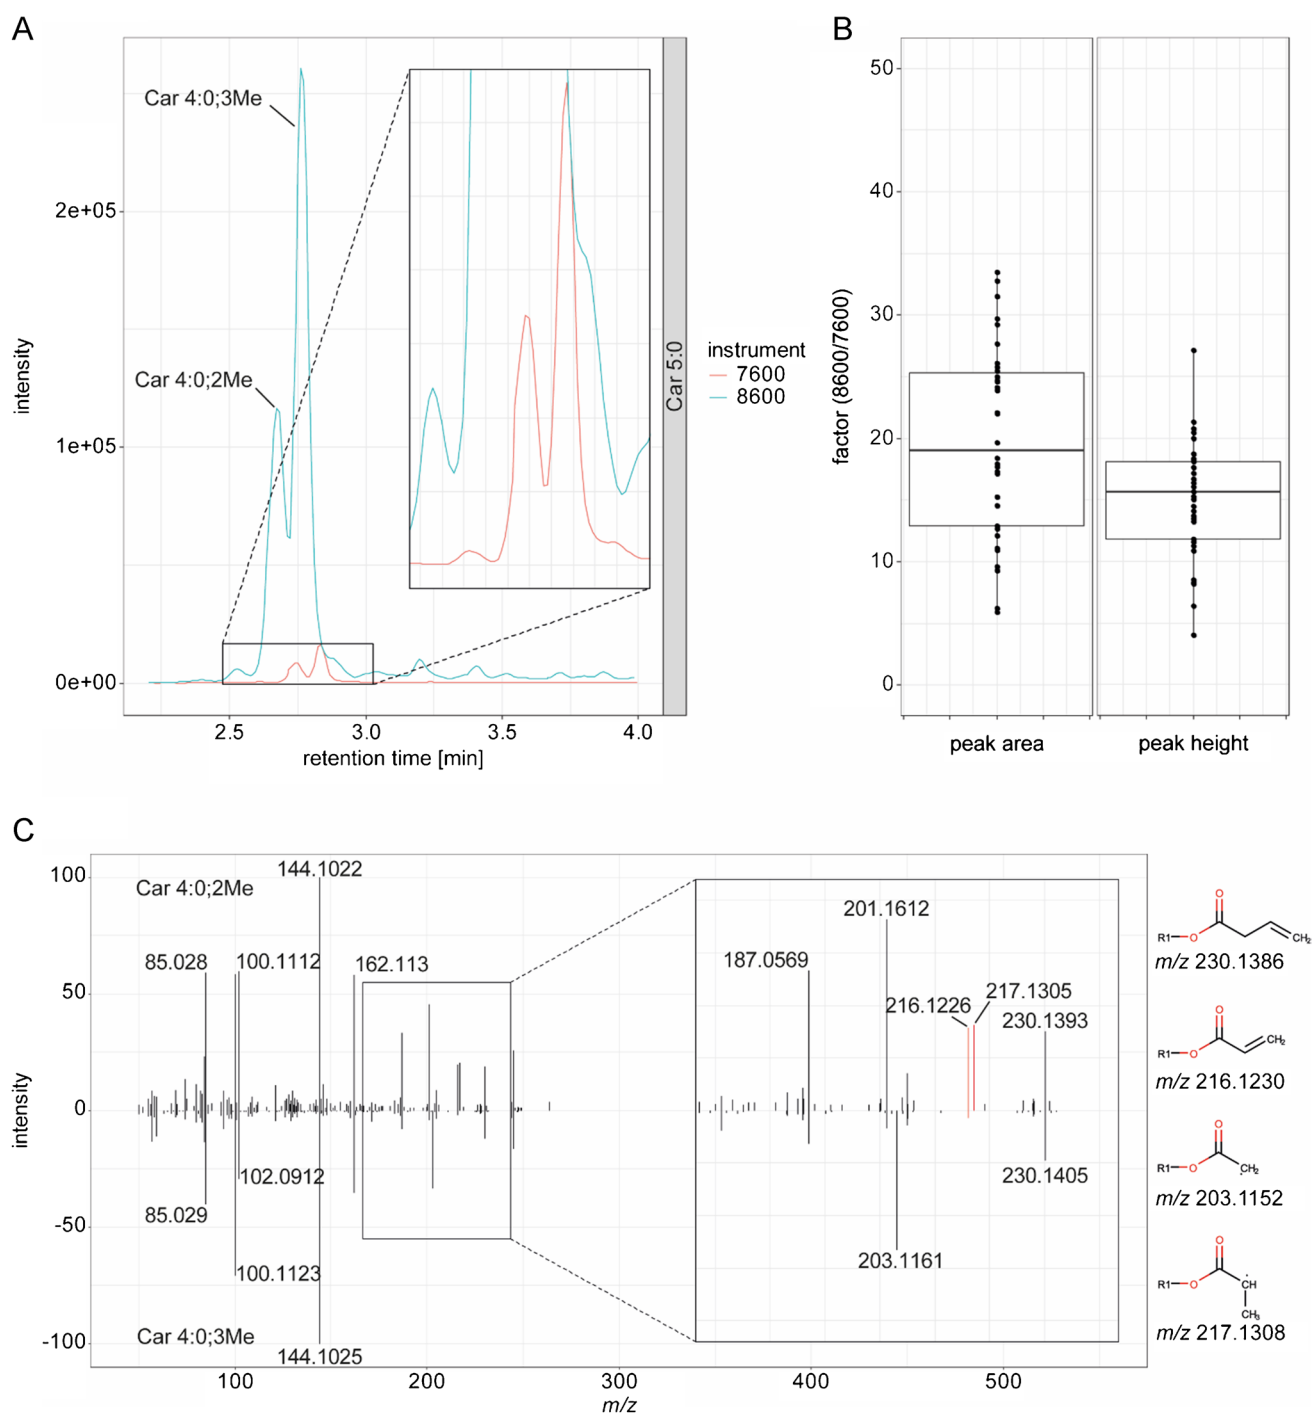 A
Car 4:0;3Me
Car 4:0;2Me
2e+05
1e+05
0e+00
intensity
2.5
3.0
3.5
4.0
retention time [min]
Car 5:0
instrument
7600
8600
B
50
40
30
20
10
0
factor (8600/7600)
peak area
peak height
C
Car 4:0;2Me
144.1022
85.028
100.1112
162.113
102.0912
85.029
100.1123
Car 4:0;3Me
144.1025
100
50
0
-50
-100
intensity
100
200
300
400
500
m/z
201.1612
187.0569
216.1226
217.1305
230.1393
230.1405
203.1161
O
R1
O
CH₂
m/z 230.1386
O
R1
O
CH₂
m/z 216.1230
O
R1
O
CH₂
m/z 203.1152
O
R1
O
CH
CH₃
m/z 217.1308